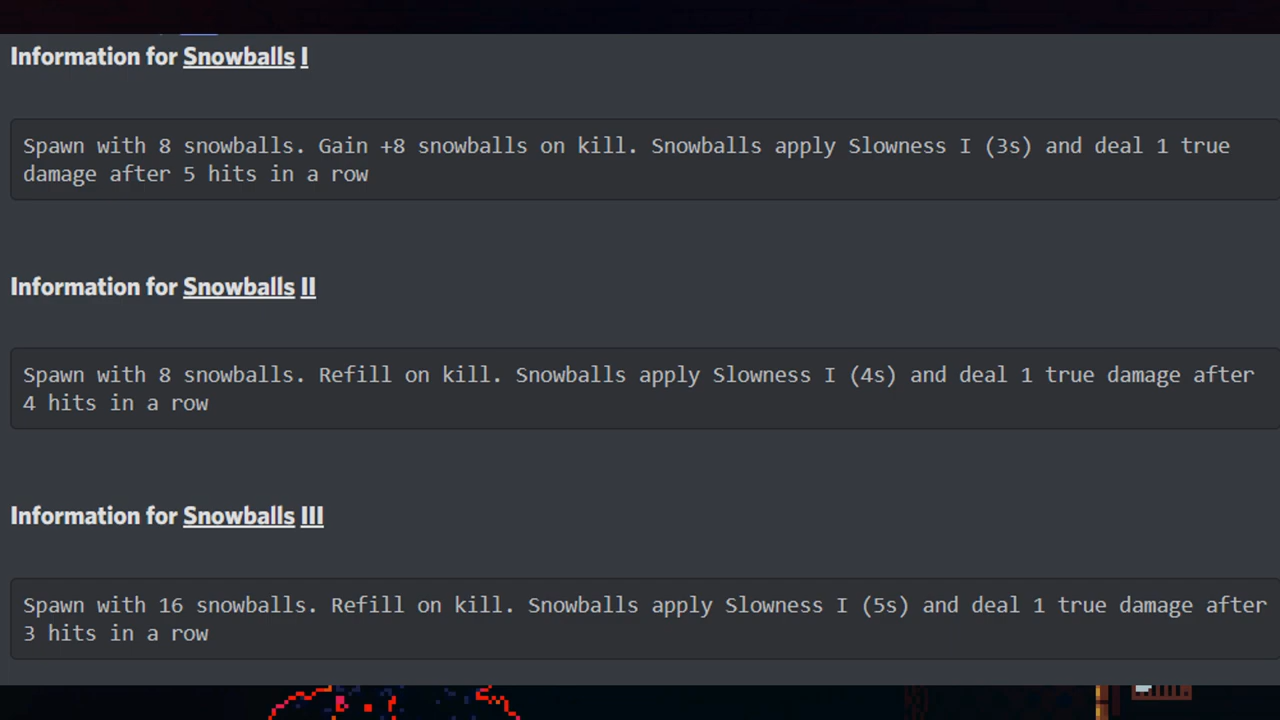 Information for Snowballs I
Spawn with 8 snowballs. Gain +8 snowballs on kill. Snowballs apply Slowness I (3s) and deal 1 true
damage after 5 hits in a row
Information for Snowballs II
Spawn with 8 snowballs. Refill on kill. Snowballs apply Slowness I (4s) and deal 1 true damage after
4 hits in a row
Information for Snowballs III
Spawn with 16 snowballs. Refill on kill. Snowballs apply Slowness I (5s) and deal 1 true damage after
3 hits in a row